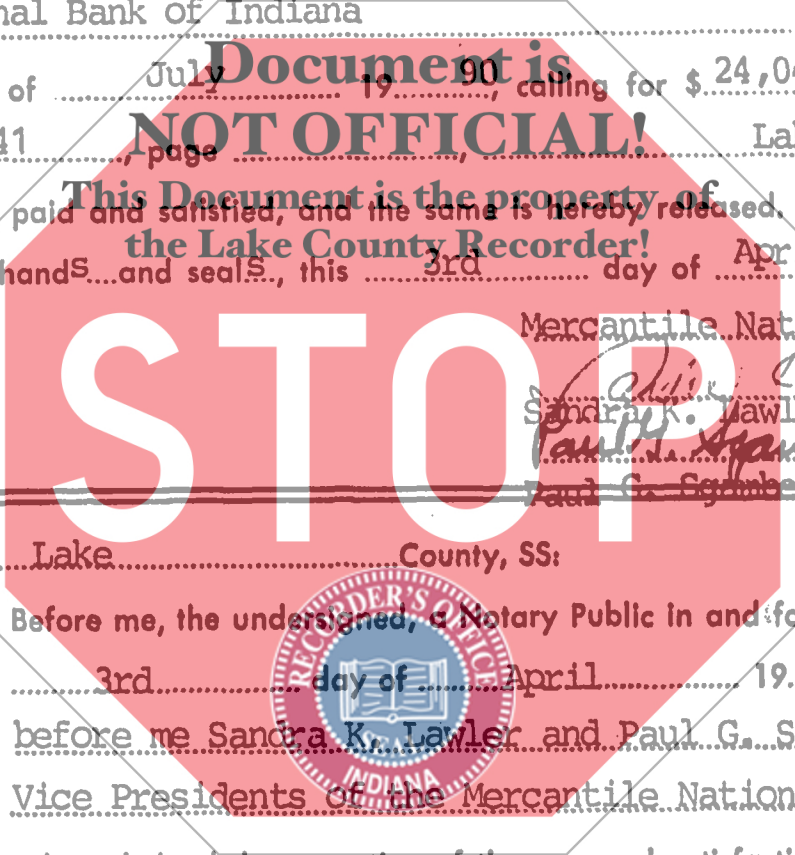 nal Bank of Indiana
Document is
of July 19 90, calling for $ 24,04
NOT OFFICIAL!
41, page , Lak
This Document is the property of
paid and satisfied, and the same is hereby released.
the Lake County Recorder!
hands and seals, this 3rd day of Apr
Mercantile Nat
STOP
Sandra K. Lawl
Paul G.
Lake County, SS:
Before me, the undersigned, a Notary Public in and fo
RECORDER'S OFFICE
3rd day of April 19
before me Sandra K. Lawler and Paul G. S
SEAL
INDIANA
Vice Presidents of the Mercantile Nation